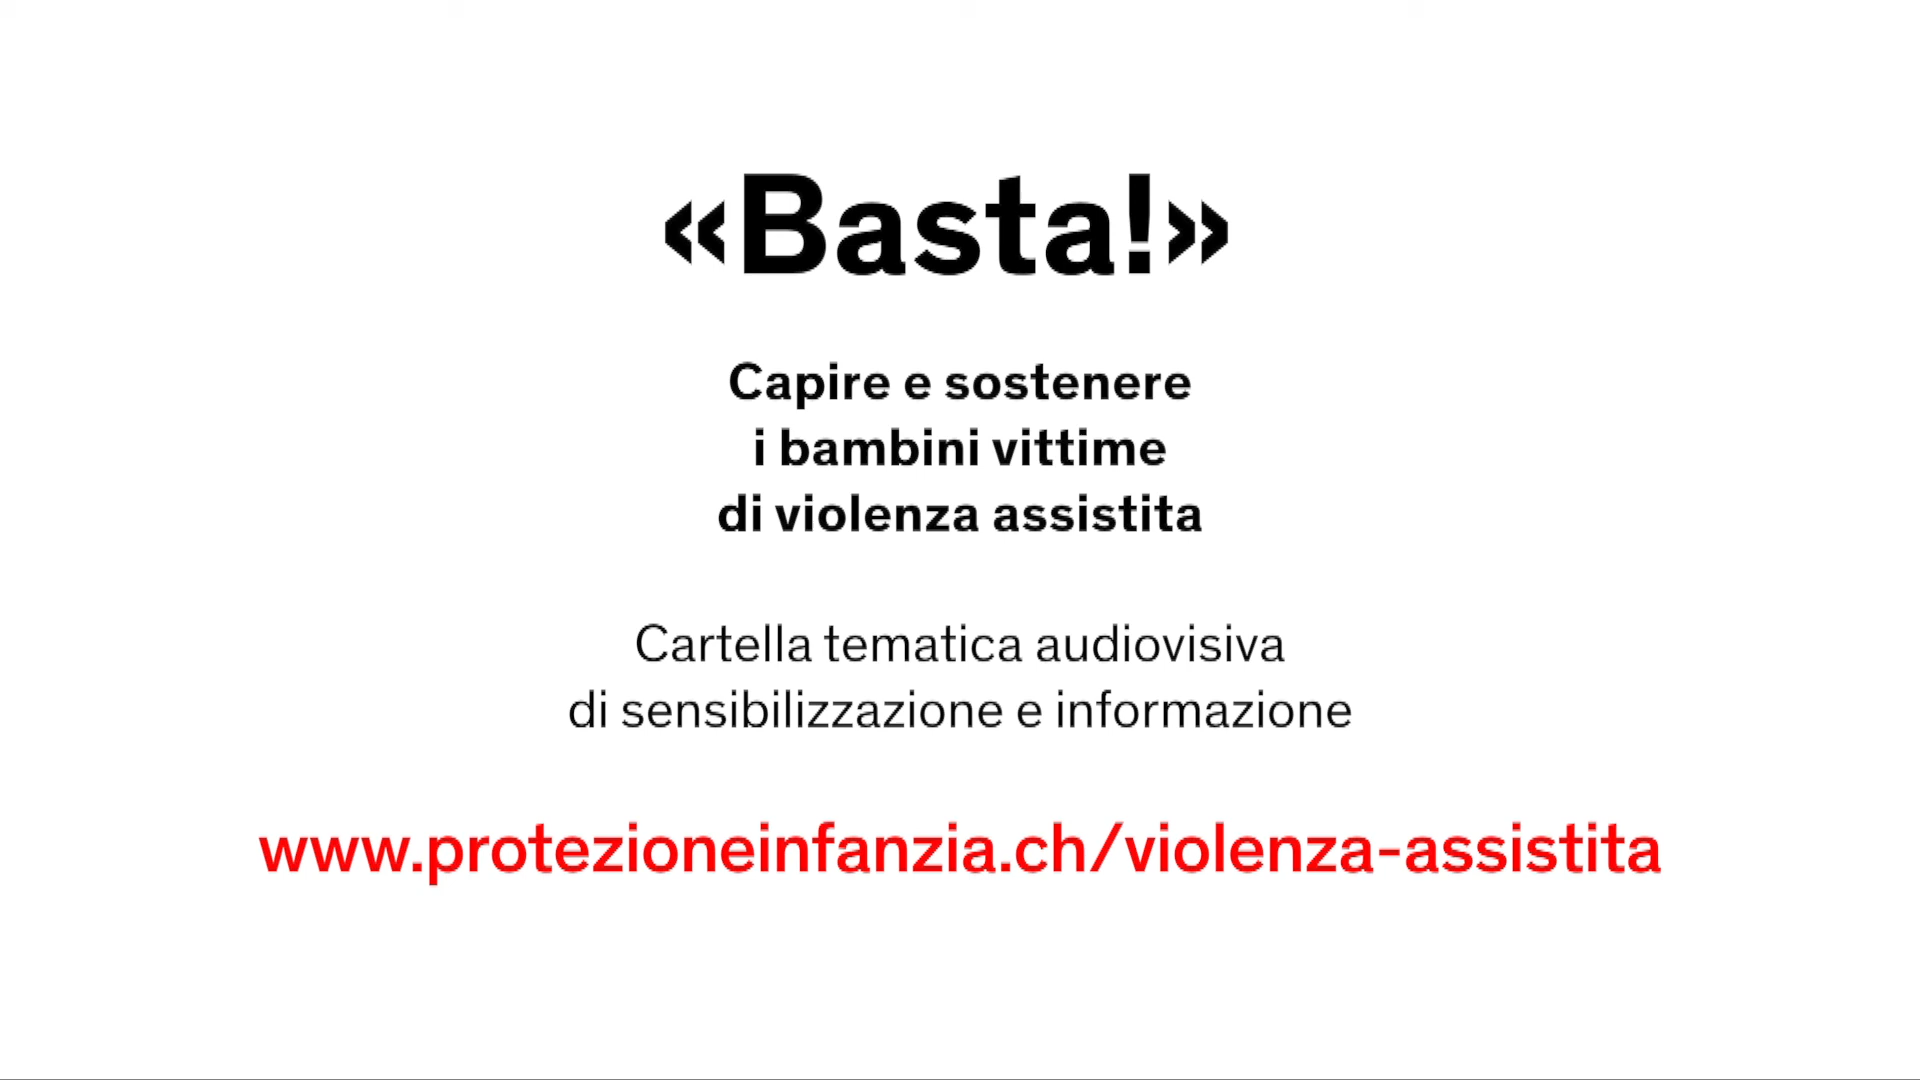 «Basta!»
Capire e sostenere
i bambini vittime
di violenza assistita
Cartella tematica audiovisiva
di sensibilizzazione e informazione
www.protezioneinfanzia.ch/violenza-assistita